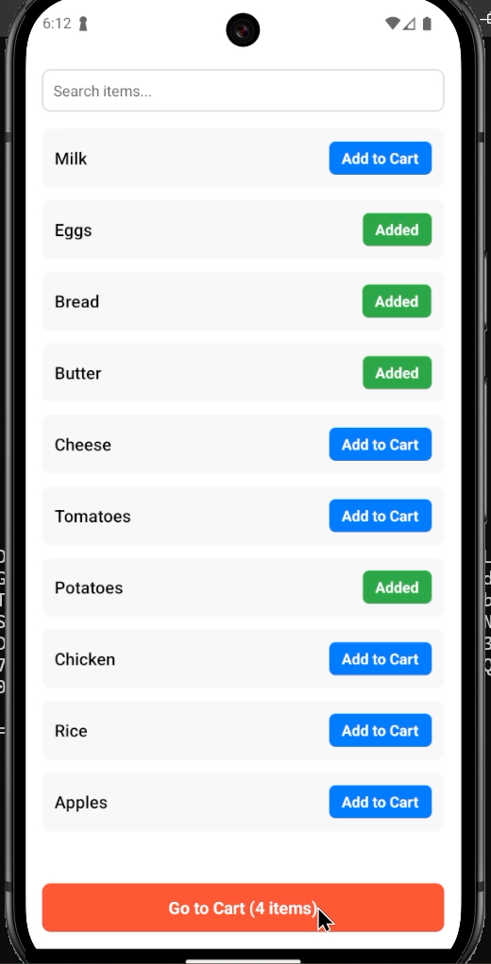 6:12
Search items...
Milk Add to Cart
Eggs Added
Bread Added
Butter Added
Cheese Add to Cart
Tomatoes Add to Cart
Potatoes Added
Chicken Add to Cart
Rice Add to Cart
Apples Add to Cart
Go to Cart (4 items)